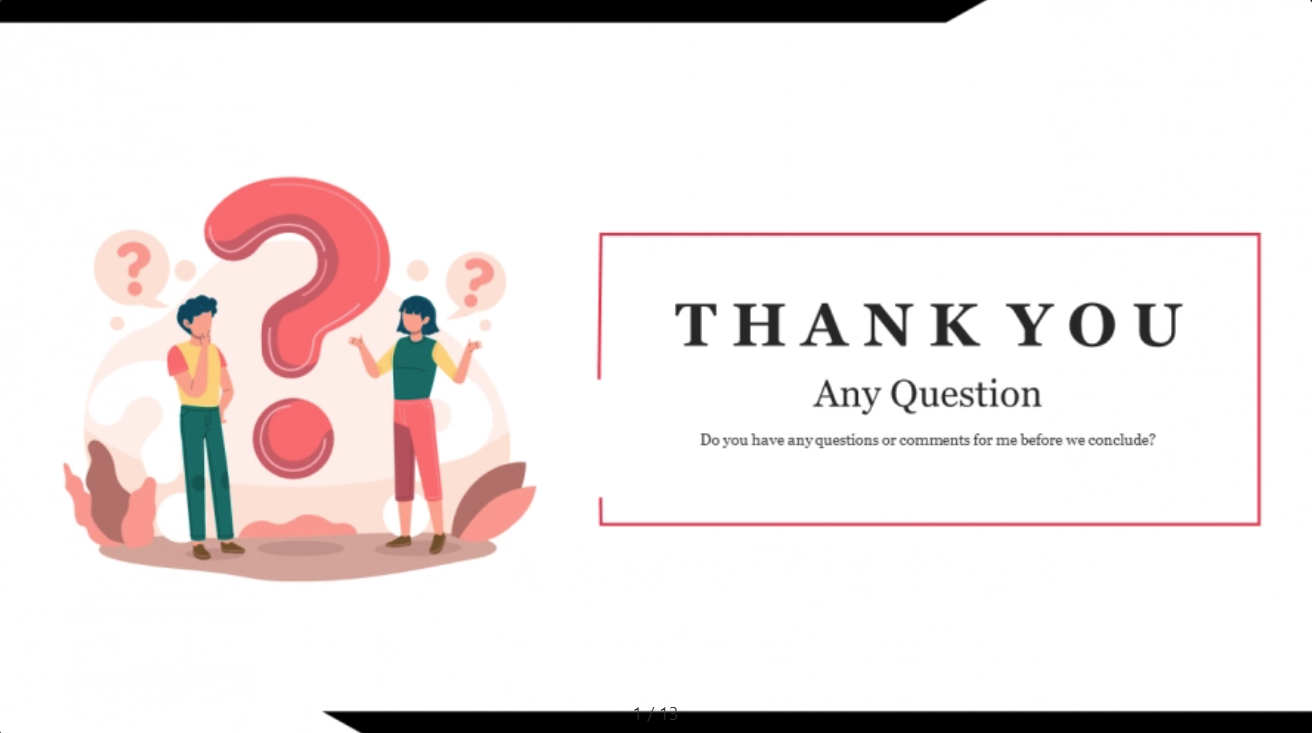 THANK YOU
Any Question
Do you have any questions or comments for me before we conclude?
1 / 13